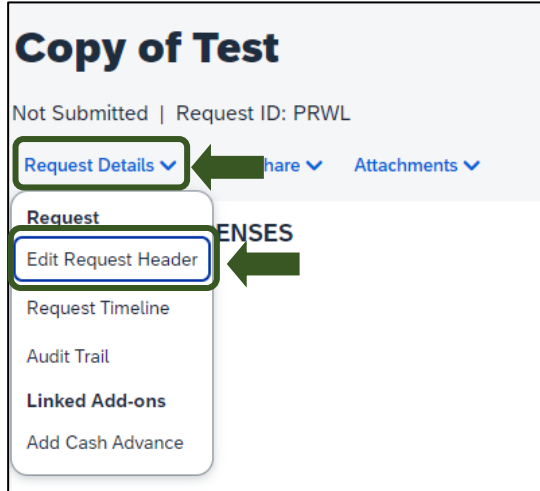 Copy of Test
Not Submitted | Request ID: PRWL
Request Details hare Attachments
Request
ENSES
Edit Request Header
Request Timeline
Audit Trail
Linked Add-ons
Add Cash Advance